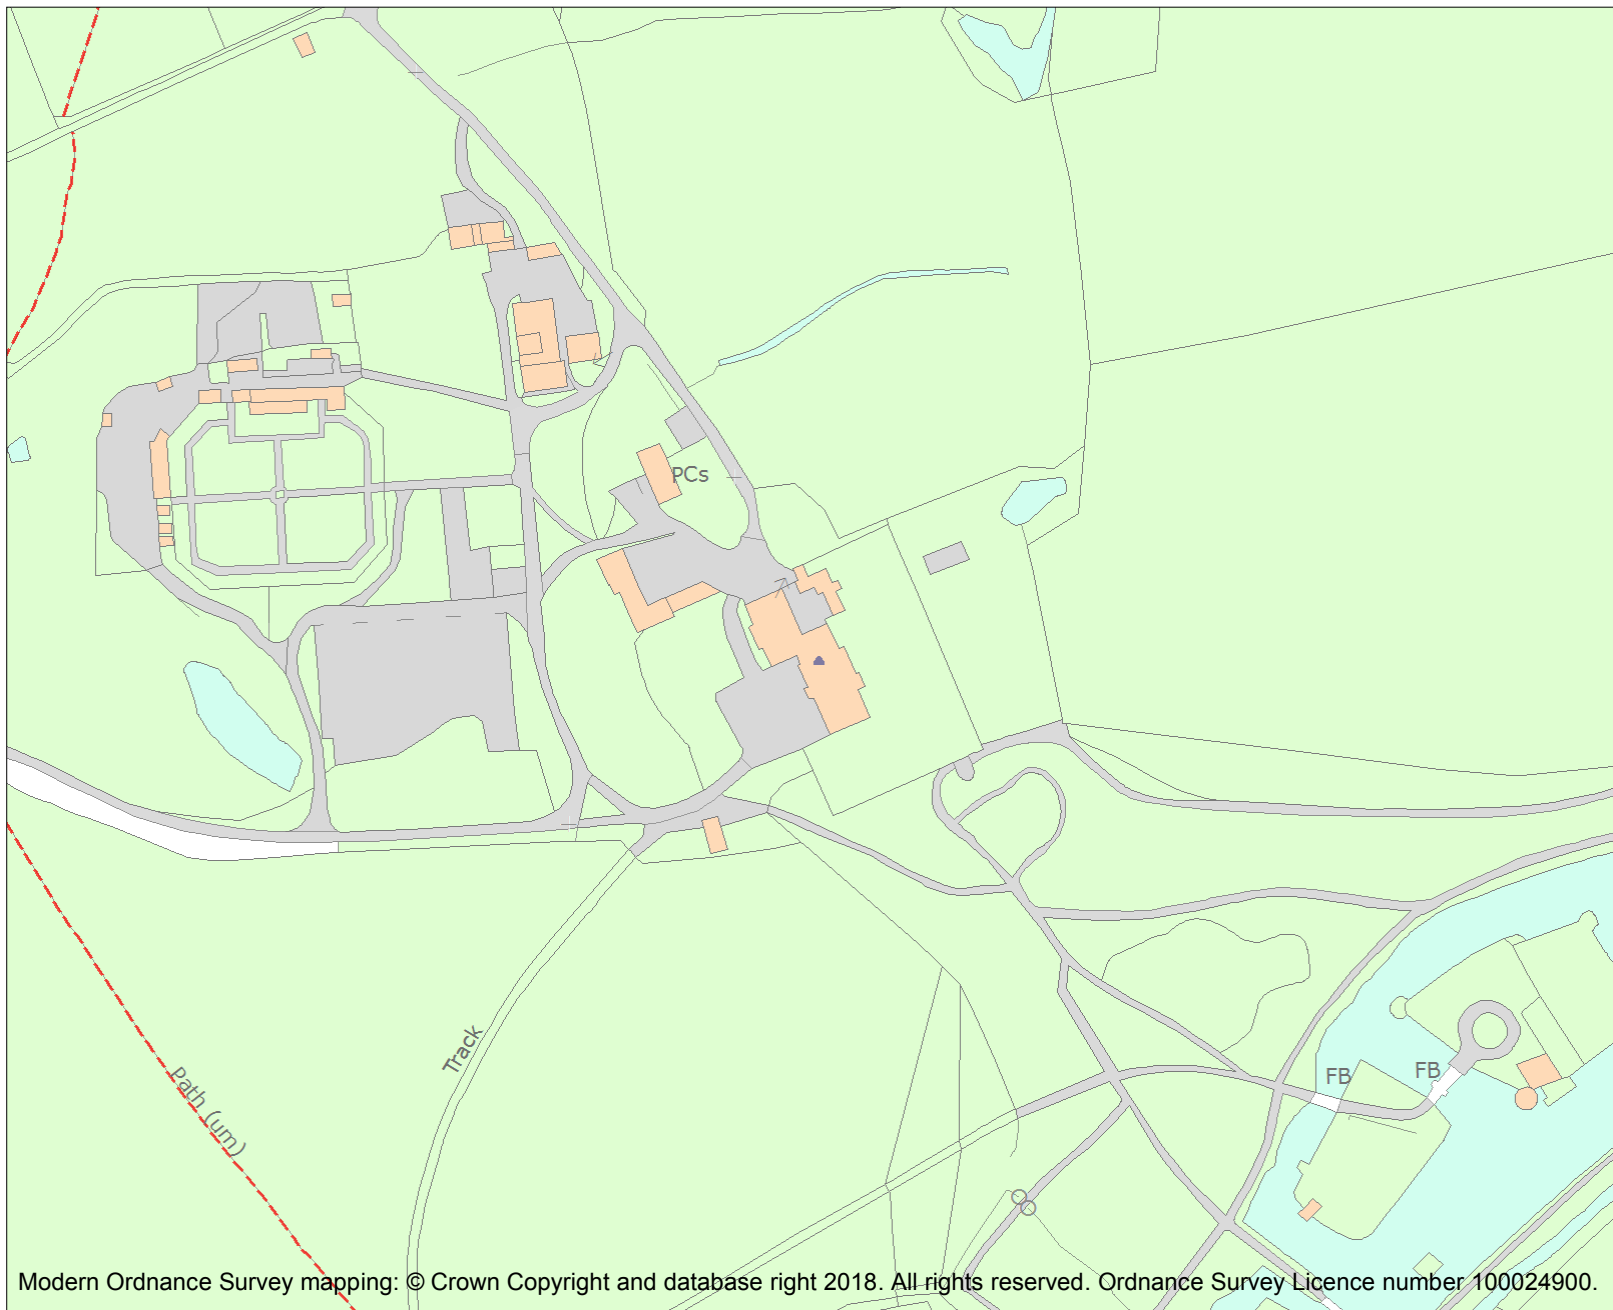 PCs
Track
Path (um)
FB
FB
Modern Ordnance Survey mapping: © Crown Copyright and database right 2018. All rights reserved. Ordnance Survey Licence number 100024900.